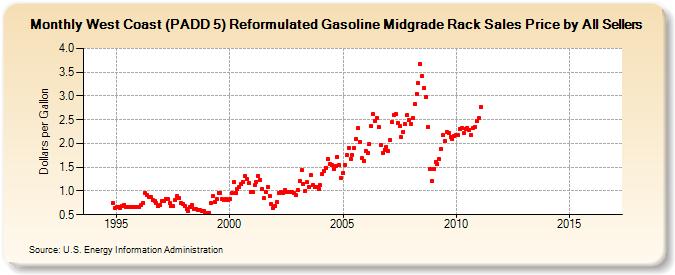 Monthly West Coast (PADD 5) Reformulated Gasoline Midgrade Rack Sales Price by All Sellers
Dollars per Gallon
4.0
3.5
3.0
2.5
2.0
1.5
1.0
0.5
1995 2000 2005 2010 2015
Source: U.S. Energy Information Administration